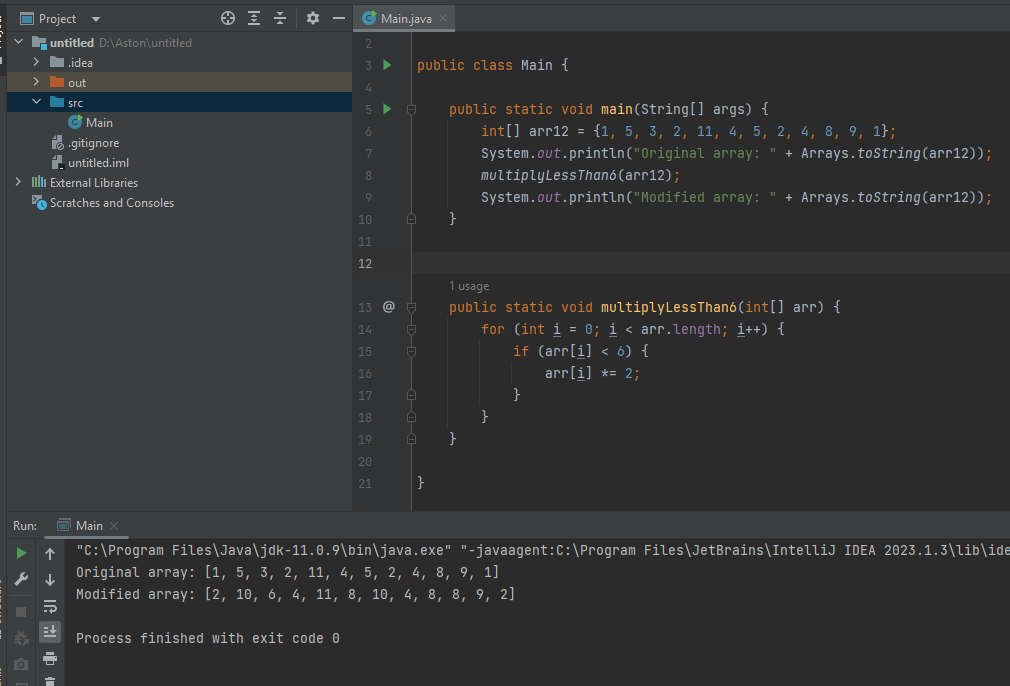 Project
Main.java
untitled D:\Aston\untitled
.idea
out
src
Main
.gitignore
untitled.iml
External Libraries
Scratches and Consoles
2
3 public class Main {
4
5 public static void main(String[] args) {
6 int[] arr12 = {1, 5, 3, 2, 11, 4, 5, 2, 4, 8, 9, 1};
7 System.out.println("Original array: " + Arrays.toString(arr12));
8 multiplyLessThan6(arr12);
9 System.out.println("Modified array: " + Arrays.toString(arr12));
10 }
11
12
1 usage
13 @ public static void multiplyLessThan6(int[] arr) {
14 for (int i = 0; i < arr.length; i++) {
15 if (arr[i] < 6) {
16 arr[i] *= 2;
17 }
18 }
19 }
20
21 }
Run: Main
"C:\Program Files\Java\jdk-11.0.9\bin\java.exe" "-javaagent:C:\Program Files\JetBrains\IntelliJ IDEA 2023.1.3\lib\ide
Original array: [1, 5, 3, 2, 11, 4, 5, 2, 4, 8, 9, 1]
Modified array: [2, 10, 6, 4, 11, 8, 10, 4, 8, 8, 9, 2]
Process finished with exit code 0